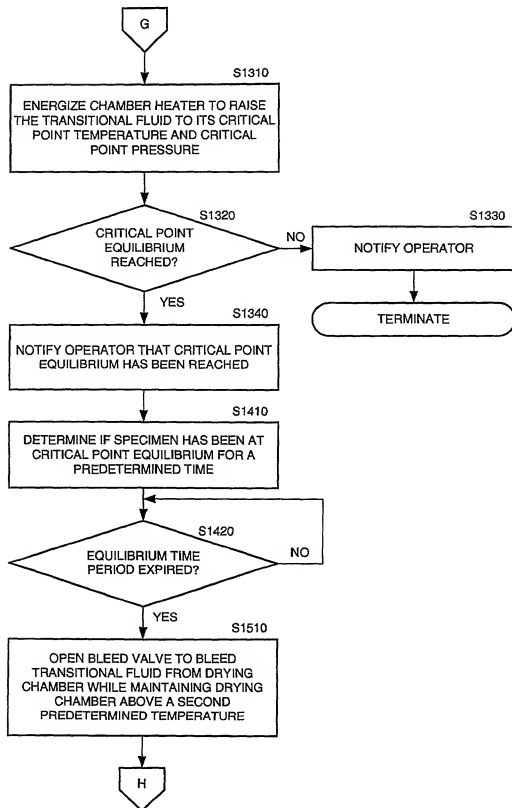 G
S1310
ENERGIZE CHAMBER HEATER TO RAISE
THE TRANSITIONAL FLUID TO ITS CRITICAL
POINT TEMPERATURE AND CRITICAL
POINT PRESSURE
S1320
CRITICAL POINT
EQUILIBRIUM
REACHED?
NO
S1330
NOTIFY OPERATOR
TERMINATE
YES
S1340
NOTIFY OPERATOR THAT CRITICAL POINT
EQUILIBRIUM HAS BEEN REACHED
S1410
DETERMINE IF SPECIMEN HAS BEEN AT
CRITICAL POINT EQUILIBRIUM FOR A
PREDETERMINED TIME
S1420
EQUILIBRIUM TIME
PERIOD EXPIRED?
NO
YES
S1510
OPEN BLEED VALVE TO BLEED
TRANSITIONAL FLUID FROM DRYING
CHAMBER WHILE MAINTAINING DRYING
CHAMBER ABOVE A SECOND
PREDETERMINED TEMPERATURE
H